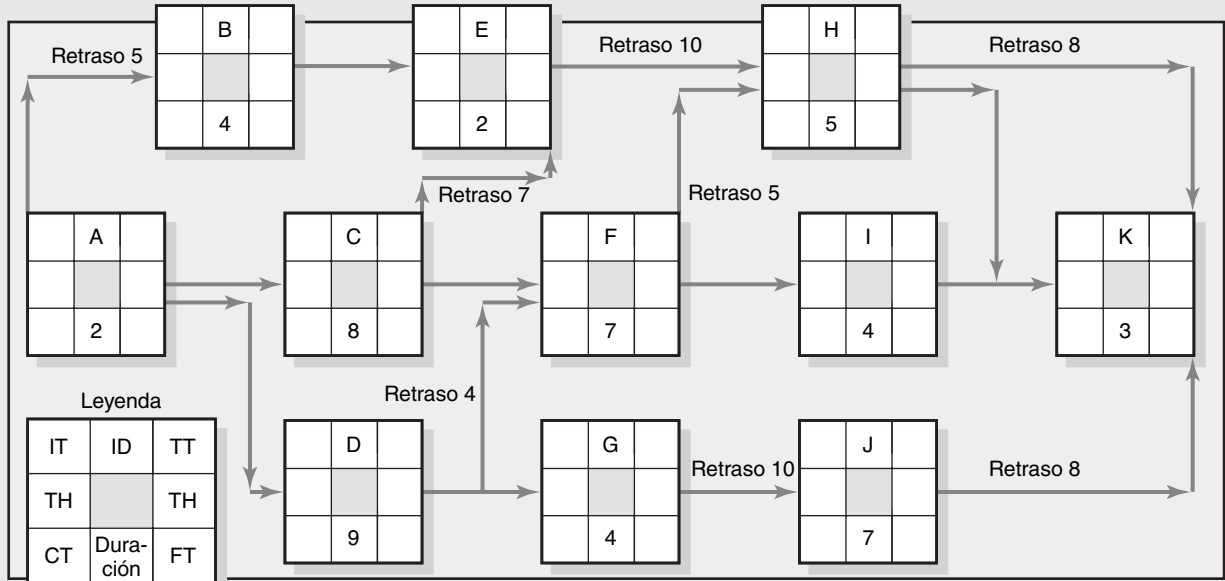 B
E
H
Retraso 5
Retraso 10
Retraso 8
4
2
5
Retraso 7
Retraso 5
A
C
F
I
K
2
8
7
4
3
Retraso 4
Leyenda
IT ID TT
TH TH
CT Dura-
ción FT
D
G
J
Retraso 10
Retraso 8
9
4
7